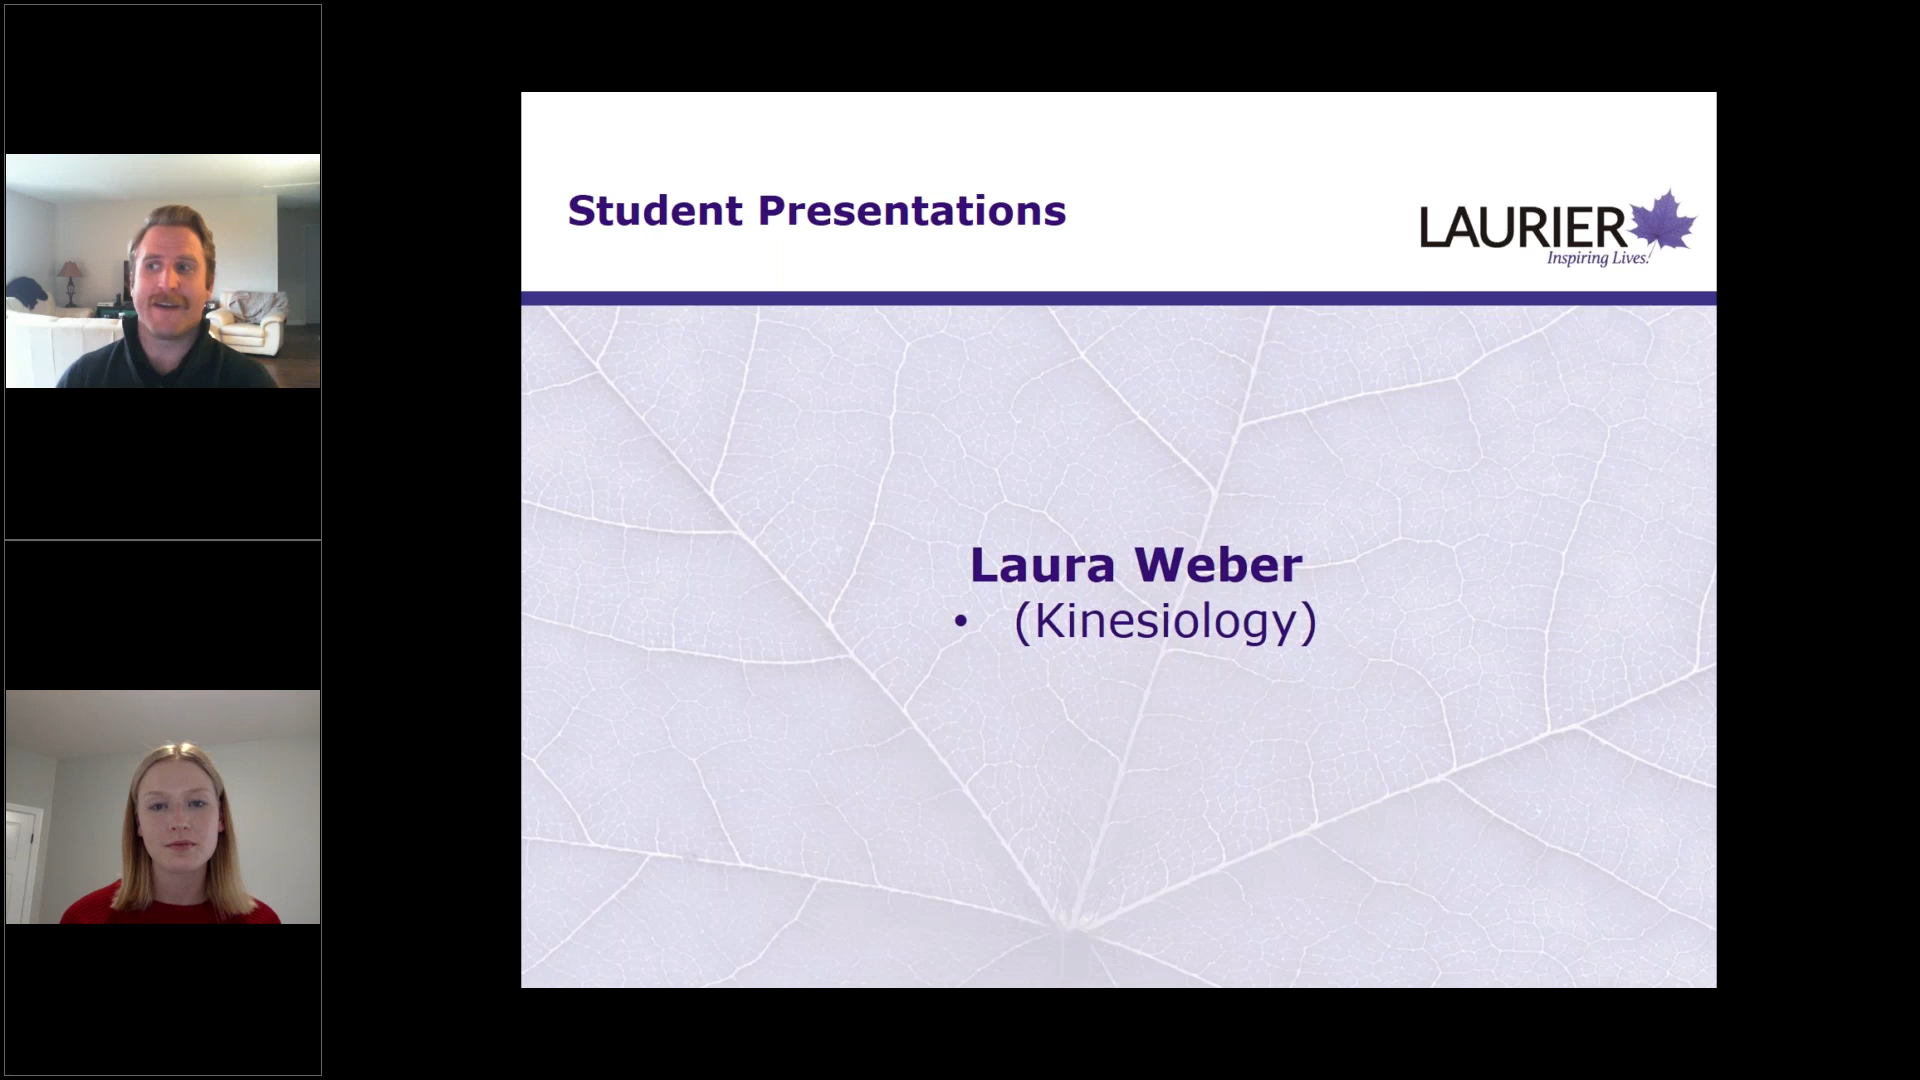 Student Presentations
LAURIER
Inspiring Lives.
Laura Weber
• (Kinesiology)